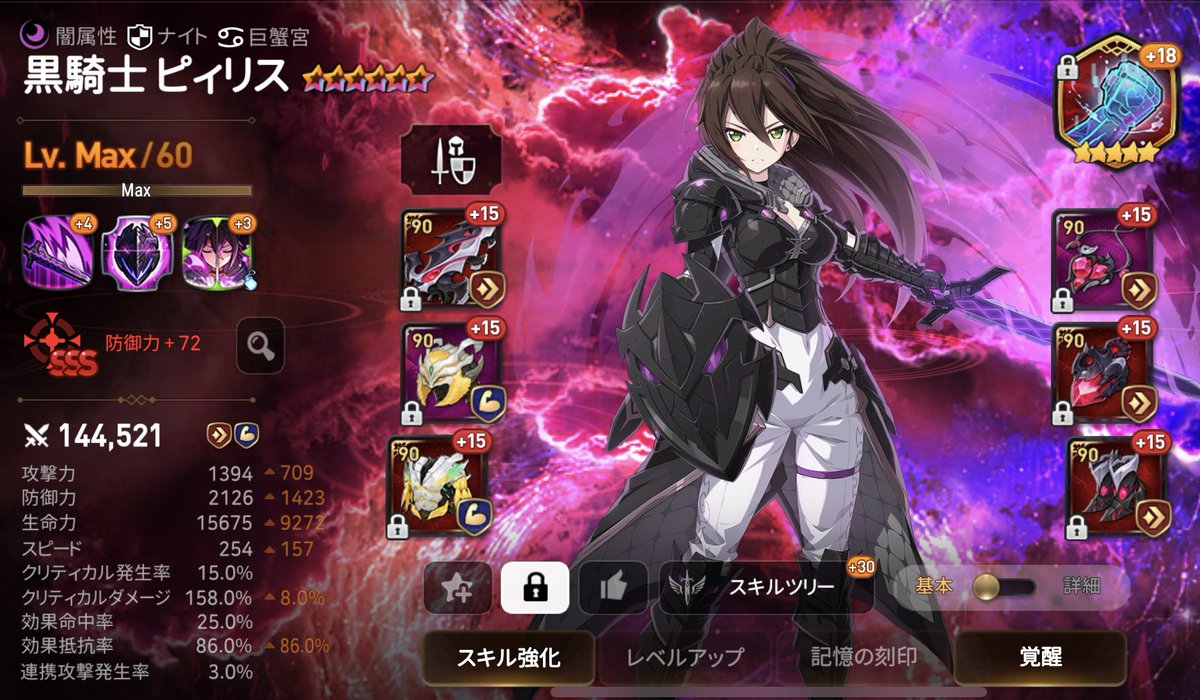 闇属性 ナイト 巨蟹宮
黒騎士 ピィリス
Lv. Max/60
Max
+4 +5 +3
SSS 防御力 + 72
144,521
攻撃力 1394 709
防御力 2126 1423
生命力 15675 9272
スピード 254 157
クリティカル発生率 15.0%
クリティカルダメージ 158.0% 8.0%
効果命中率 25.0%
効果抵抗率 86.0% 86.0%
連携攻撃発生率 3.0%
90 +15
90 +15
90 +15
+18
90 +15
90 +15
90 +15
スキルツリー +30
基本 詳細
スキル強化 レベルアップ 記憶の刻印 覚醒